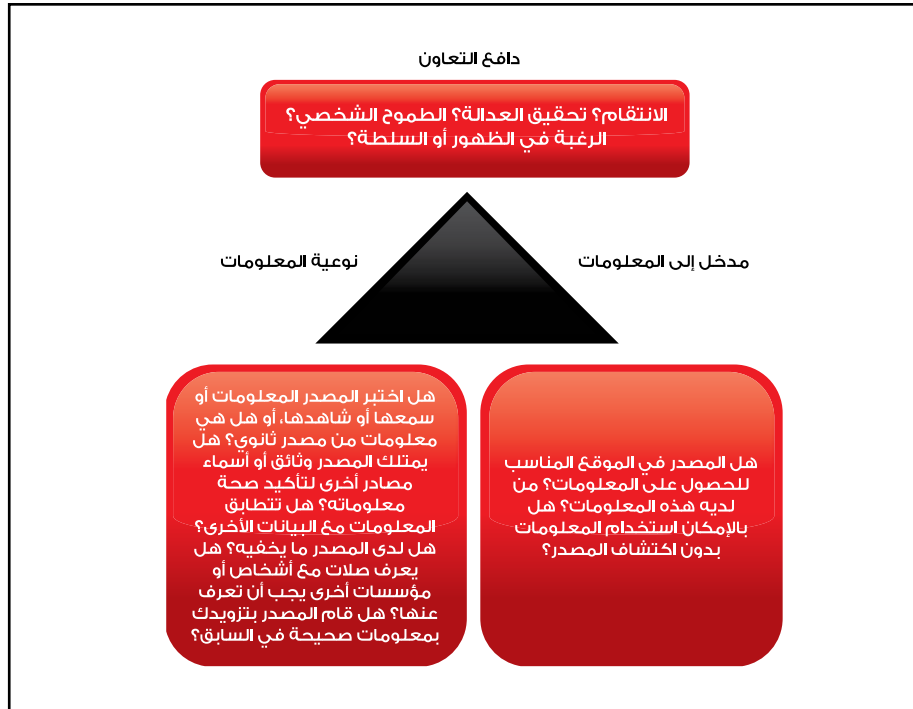 دافع التعاون
الانتقام؟ تحقيق العدالة؟ الطموح الشخصي؟
الرغبة في الظهور أو السلطة؟
مدخل إلى المعلومات
نوعية المعلومات
هل المصدر في الموقع المناسب
للحصول على المعلومات؟ من
لديه هذه المعلومات؟ هل
بالإمكان استخدام المعلومات
بدون اكتشاف المصدر؟
هل اختبر المصدر المعلومات أو
سمعها أو شاهدها، أو هل هي
معلومات من مصدر ثانوي؟ هل
يمتلك المصدر وثائق أو أسماء
مصادر أخرى لتأكيد صحة
معلوماته؟ هل تتطابق
المعلومات مع البيانات الأخرى؟
هل لدى المصدر ما يخفيه؟ هل
يعرف صلات مع أشخاص أو
مؤسسات أخرى يجب أن تعرف
عنها؟ هل قام المصدر بتزويدك
بمعلومات صحيحة في السابق؟